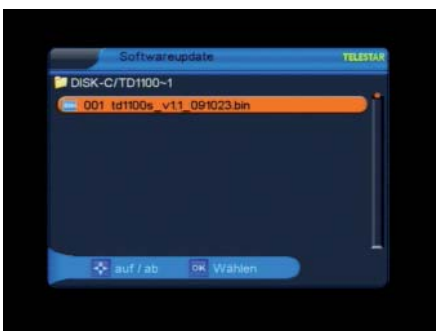 Softwareupdate TELESTAR
DISK-C/TD1100~1
001 td1100s_v1.1_091023.bin
auf / ab OK Wählen